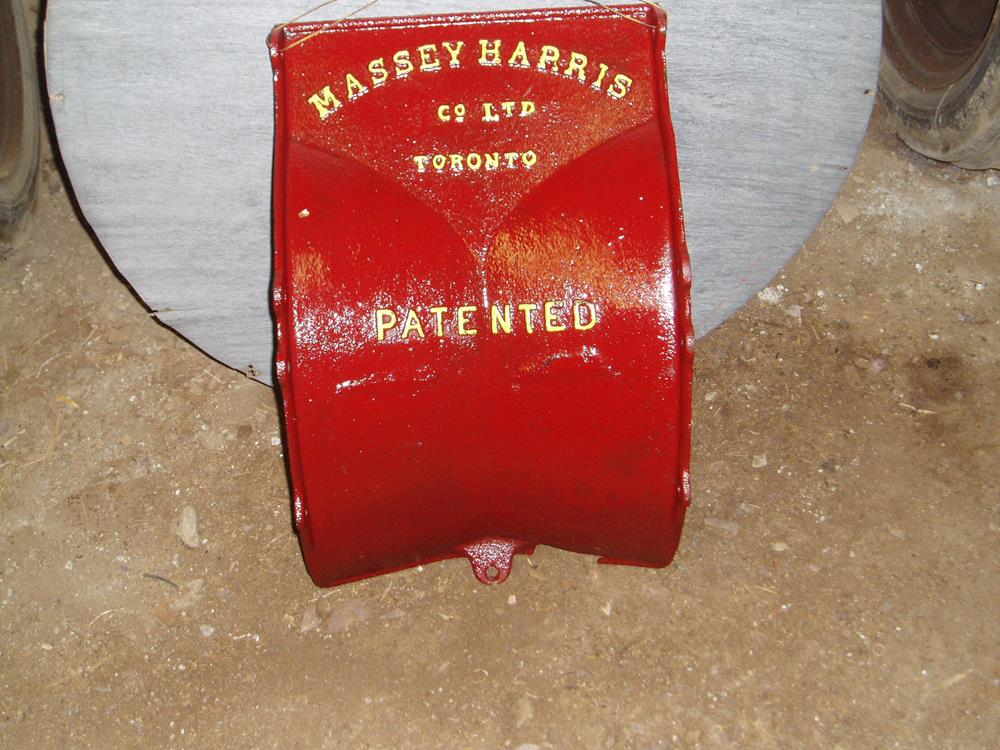 MASSEY HARRIS
CO LTD
TORONTO
PATENTED